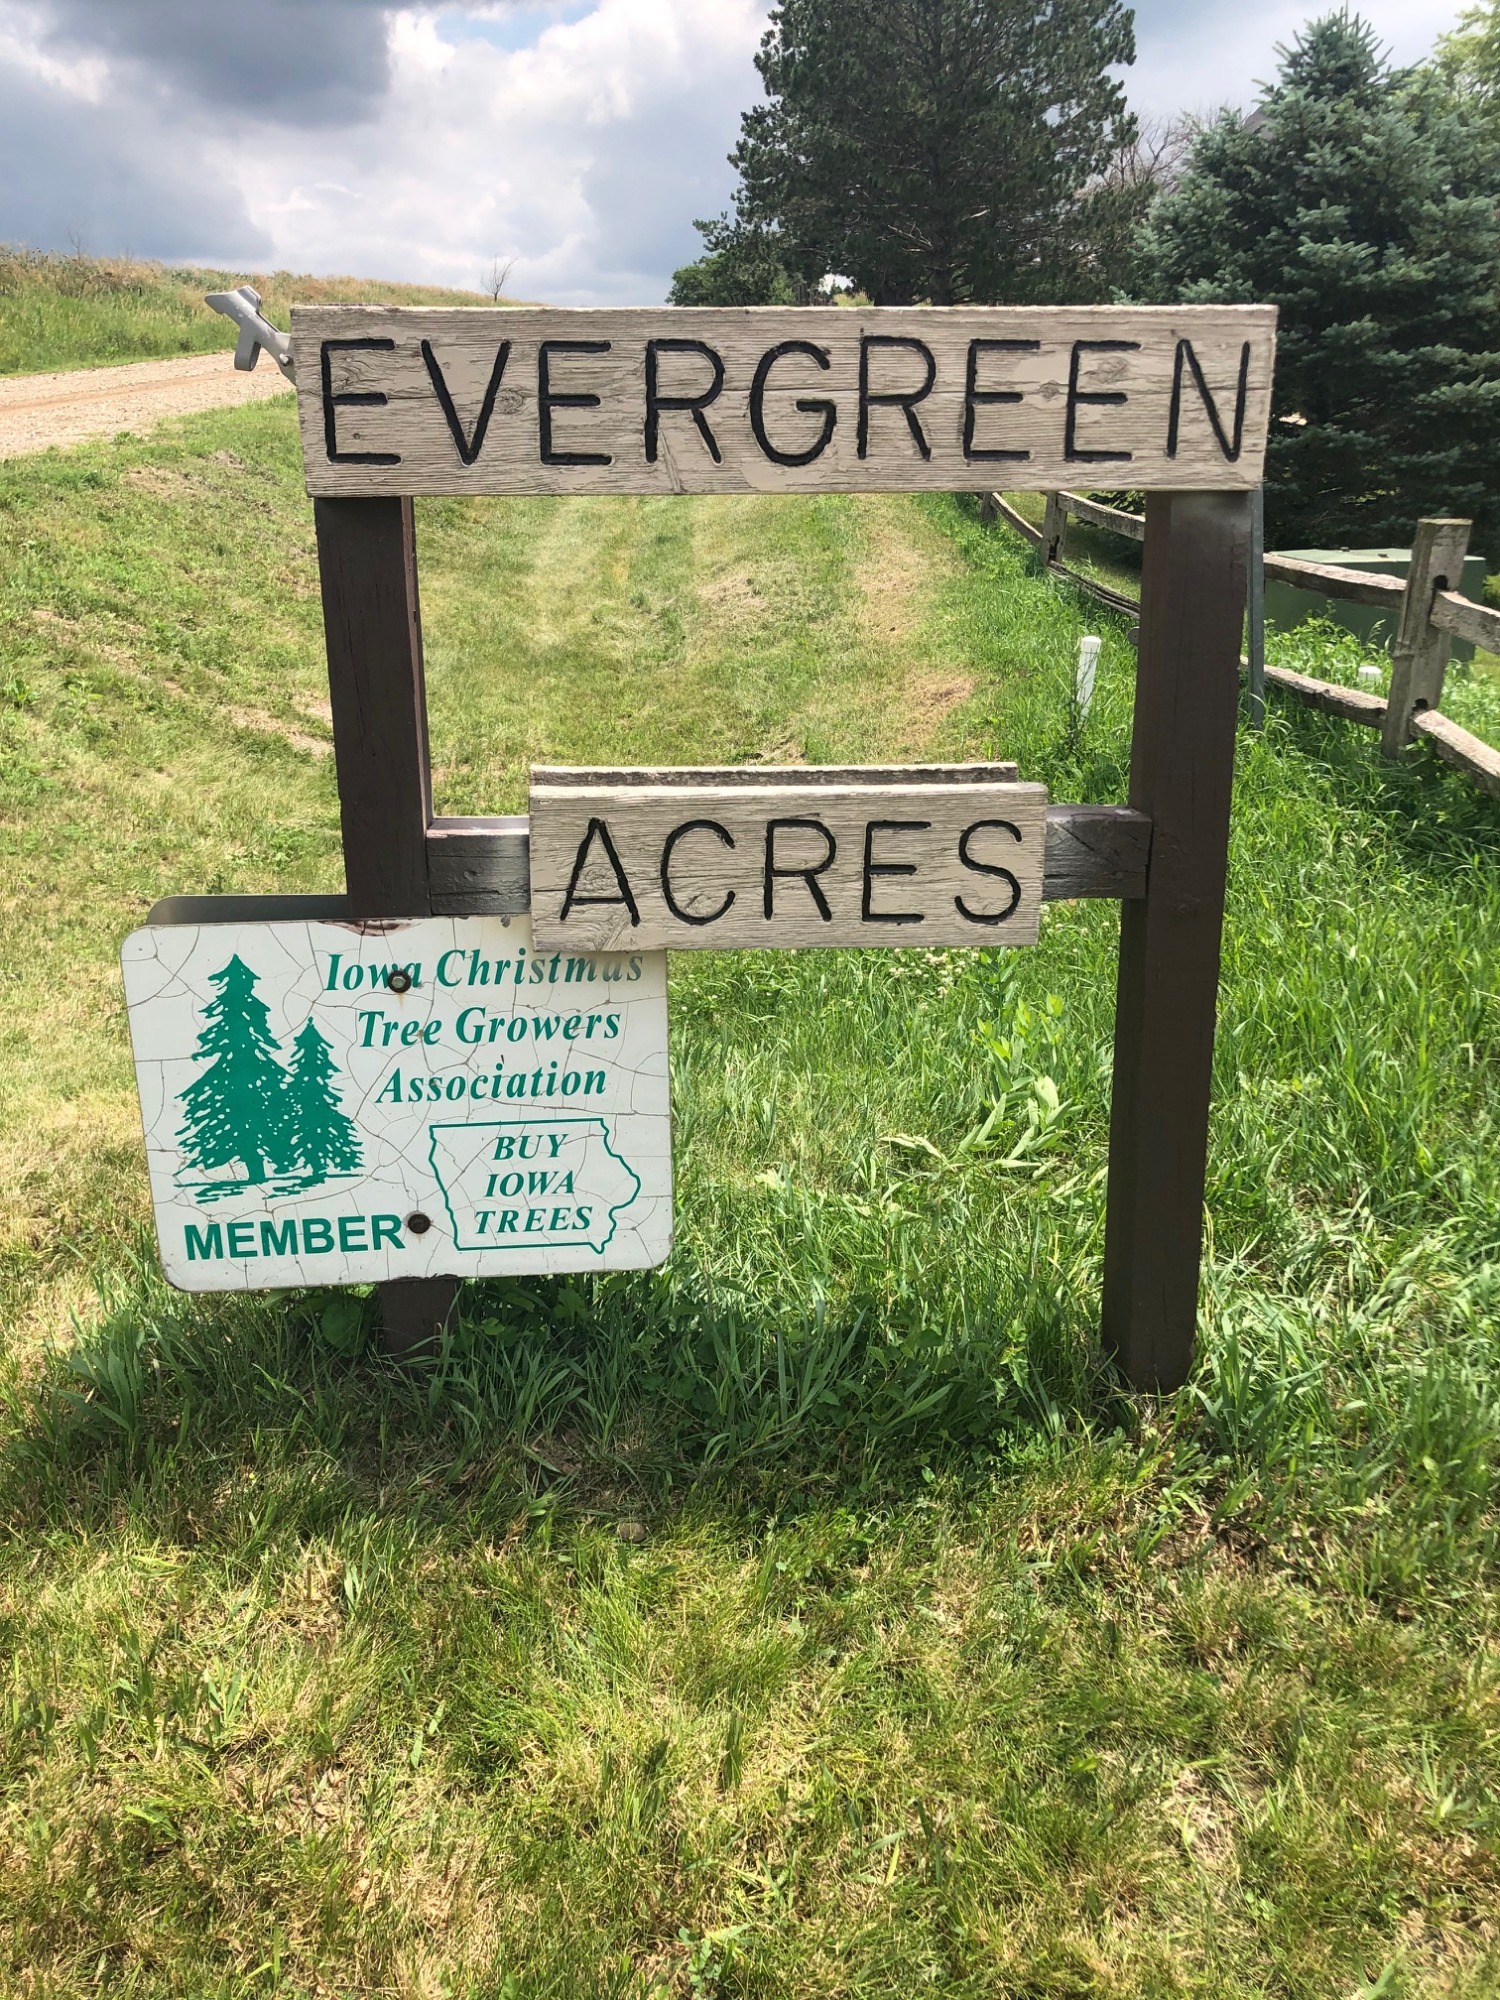 EVERGREEN
ACRES
Iowa Christmas
Tree Growers
Association
BUY
IOWA
TREES
MEMBER